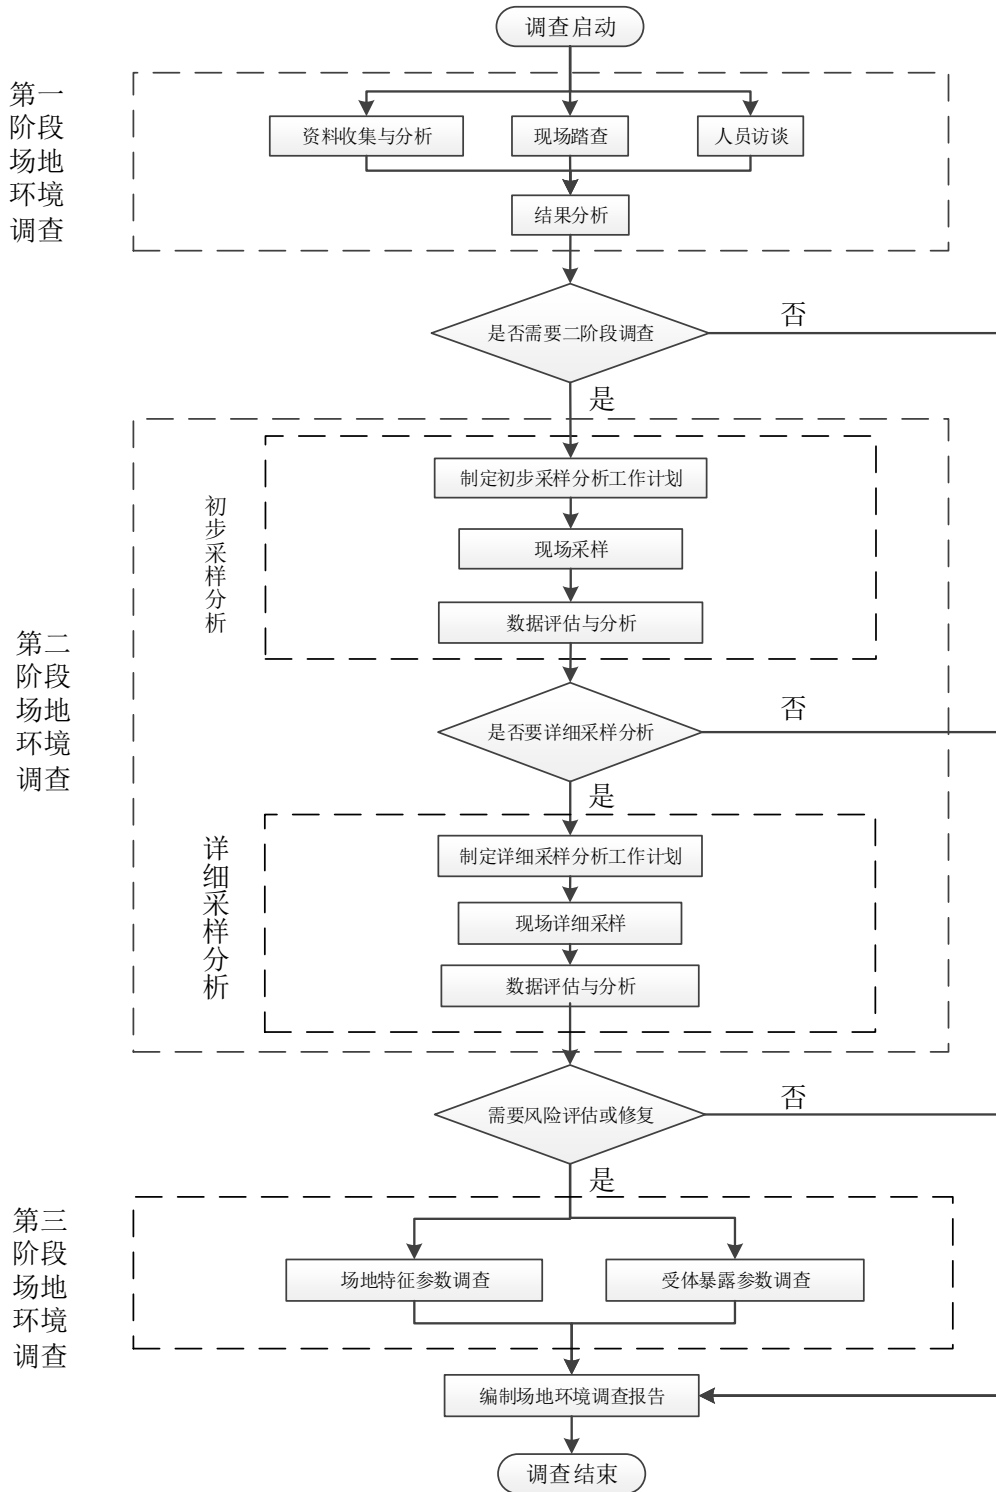 调查启动
第一
阶段
场地
环境
调查
资料收集与分析
现场踏查
人员访谈
结果分析
是否需要二阶段调查
否
是
第二
阶段
场地
环境
调查
初
步
采
样
分
析
制定初步采样分析工作计划
现场采样
数据评估与分析
是否要详细采样分析
否
是
详
细
采
样
分
析
制定详细采样分析工作计划
现场详细采样
数据评估与分析
需要风险评估或修复
否
是
第三
阶段
场地
环境
调查
场地特征参数调查
受体暴露参数调查
编制场地环境调查报告
调查结束